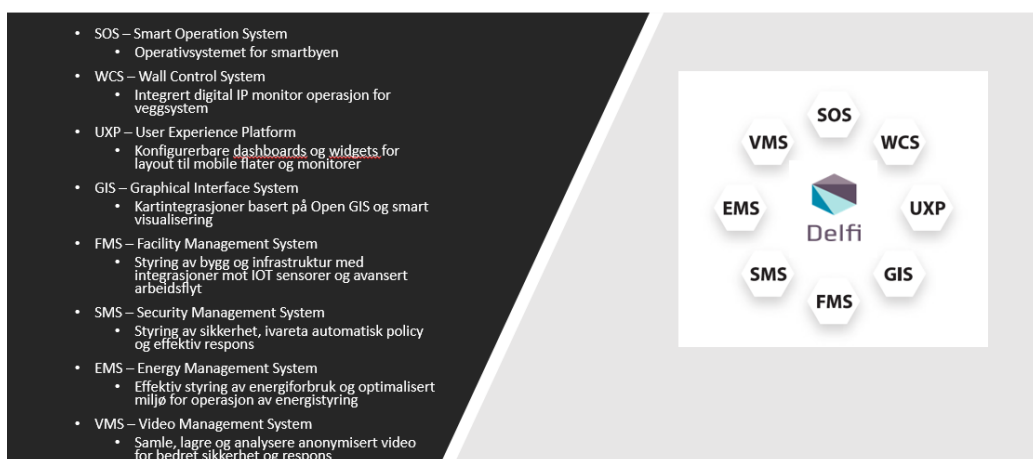 • SOS – Smart Operation System
• Operativsystemet for smartbyen
• WCS – Wall Control System
• Integrert digital IP monitor operasjon for
veggsystem
• UXP – User Experience Platform
• Konfigurerbare dashboards og widgets for
layout til mobile flater og monitorer
• GIS – Graphical Interface System
• Kartintegrasjoner basert på Open GIS og smart
visualisering
• FMS – Facility Management System
• Styring av bygg og infrastruktur med
integrasjoner mot IOT sensorer og avansert
arbeidsflyt
• SMS – Security Management System
• Styring av sikkerhet, ivareta automatisk policy
og effektiv respons
• EMS – Energy Management System
• Effektiv styring av energiforbruk og optimalisert
miljø for operasjon av energistyring
• VMS – Video Management System
• Samle, lagre og analysere anonymisert video
for bedret sikkerhet og respons
SOS
VMS
WCS
EMS
Delfi
UXP
SMS
GIS
FMS